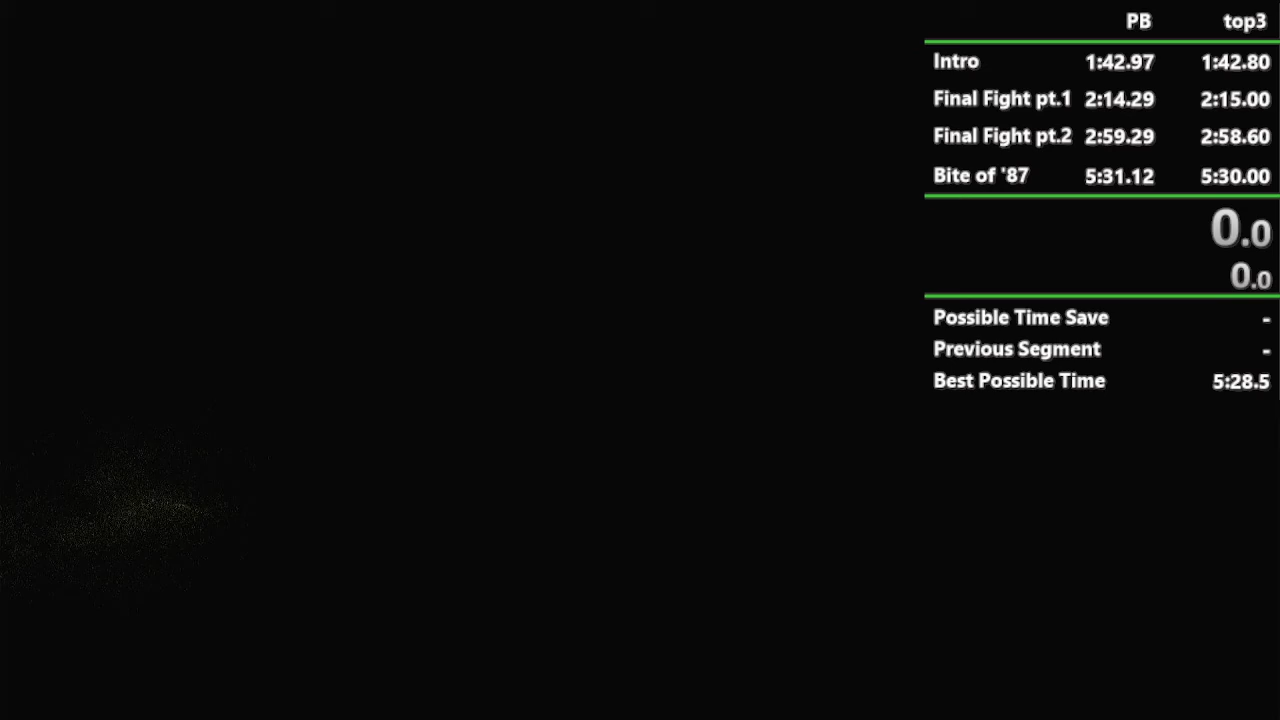 PB top3
Intro 1:42.97 1:42.80
Final Fight pt.1 2:14.29 2:15.00
Final Fight pt.2 2:59.29 2:58.60
Bite of '87 5:31.12 5:30.00
0.0
0.0
Possible Time Save -
Previous Segment -
Best Possible Time 5:28.5